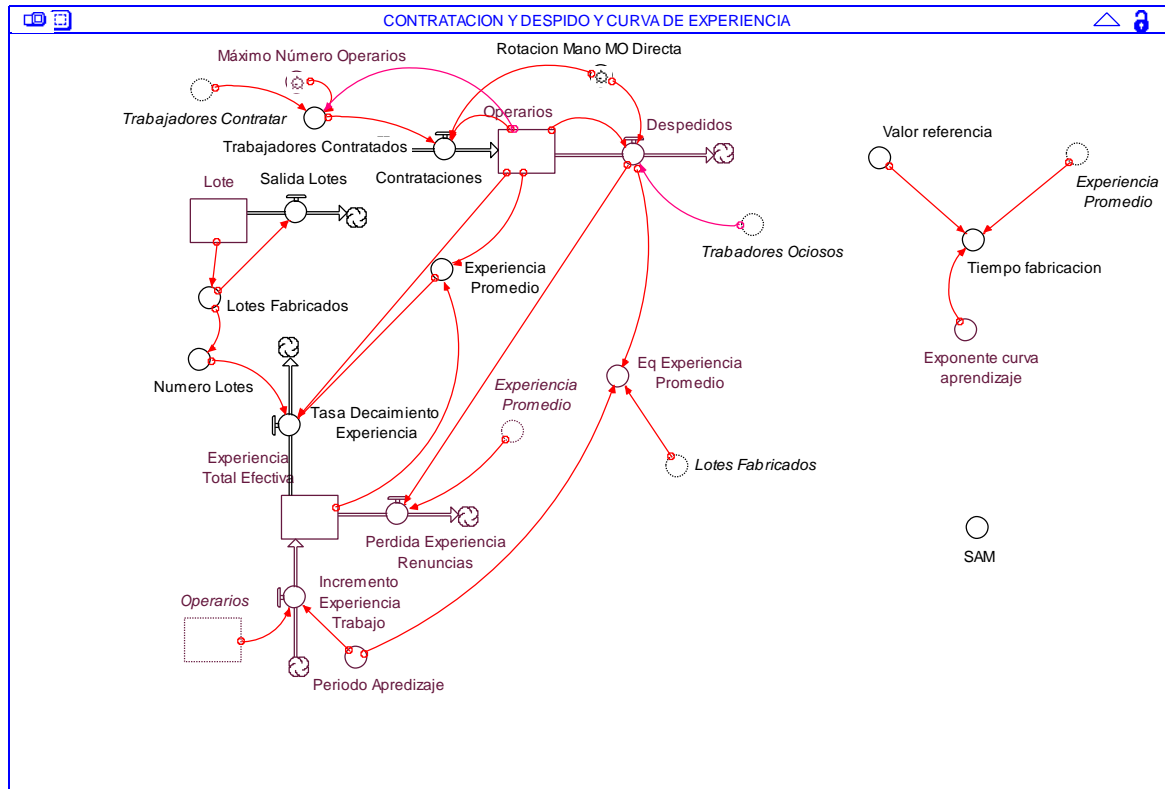 CONTRATACION Y DESPIDO Y CURVA DE EXPERIENCIA
Máximo Número Operarios
Rotacion Mano MO Directa
Trabajadores Contratar
Operarios
Despedidos
Trabajadores Contratados
Contrataciones
Valor referencia
Experiencia
Promedio
Lote
Salida Lotes
Trabadores Ociosos
Tiempo fabricacion
Experiencia
Promedio
Lotes Fabricados
Numero Lotes
Eq Experiencia
Promedio
Exponente curva
aprendizaje
Experiencia
Promedio
Tasa Decaimiento
Experiencia
Experiencia
Total Efectiva
Lotes Fabricados
Perdida Experiencia
Renuncias
SAM
Operarios
Incremento
Experiencia
Trabajo
Periodo Apredizaje